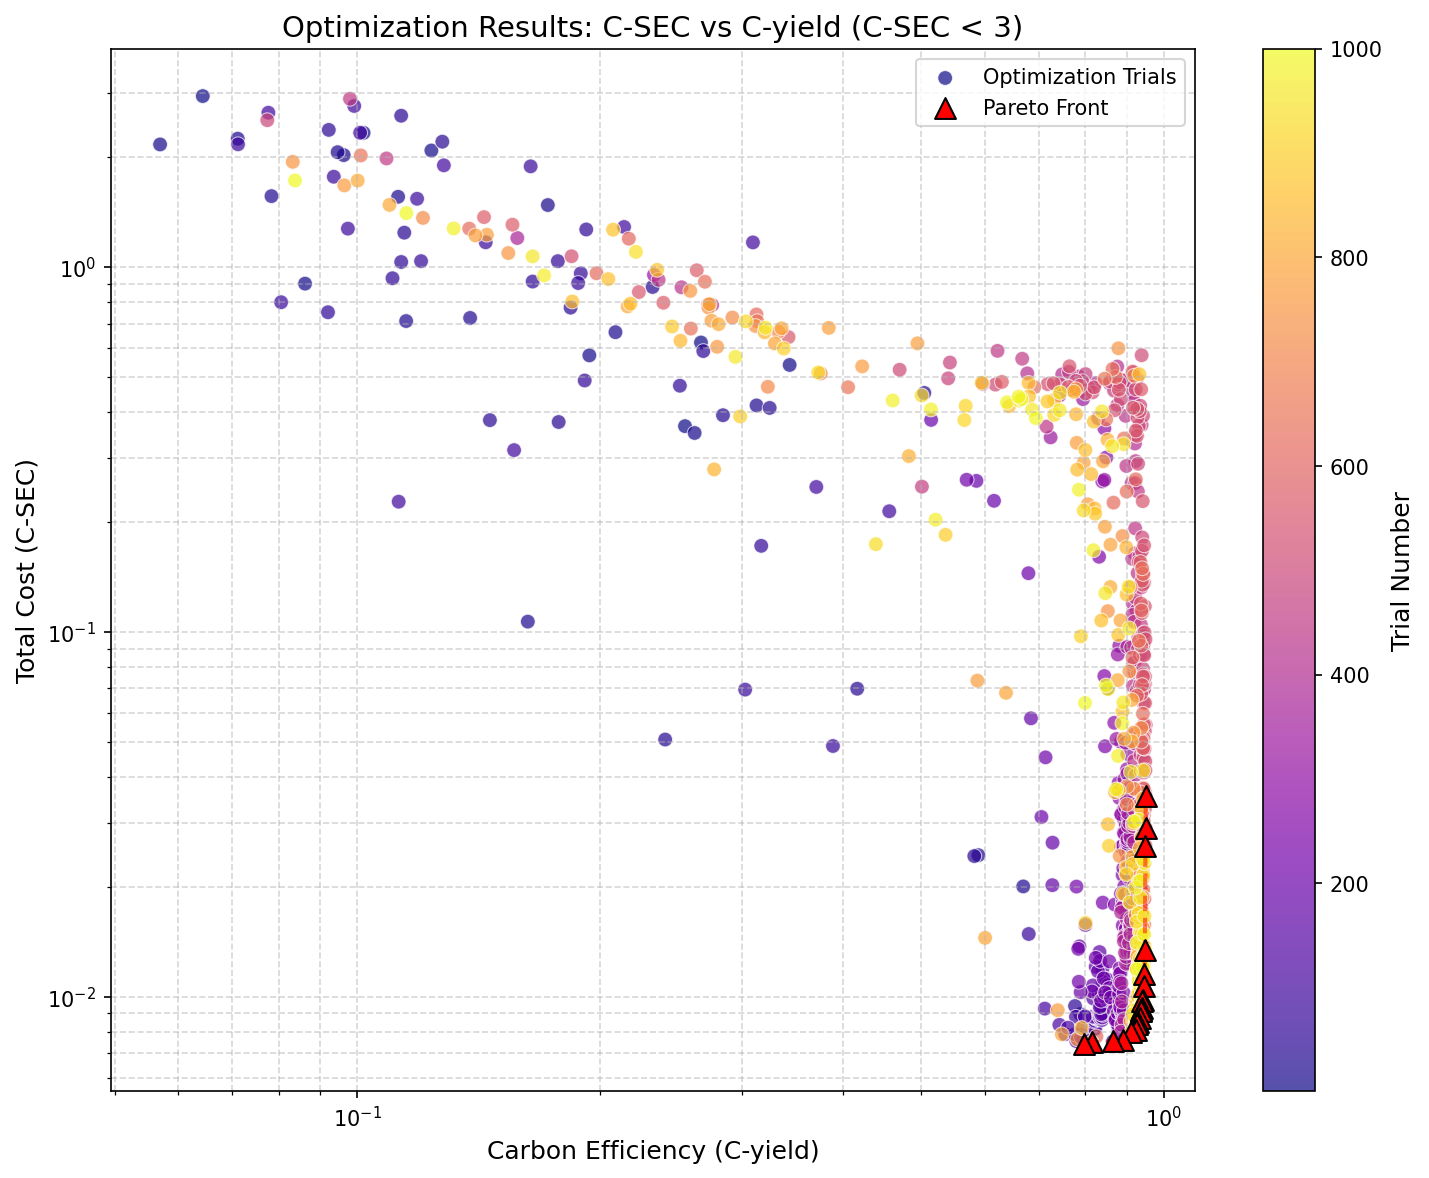 Optimization Results: C-SEC vs C-yield (C-SEC < 3)
Optimization Trials
Pareto Front
Total Cost (C-SEC)
10⁰
10⁻¹
10⁻²
10⁻¹
10⁰
Carbon Efficiency (C-yield)
1000
800
600
400
200
Trial Number